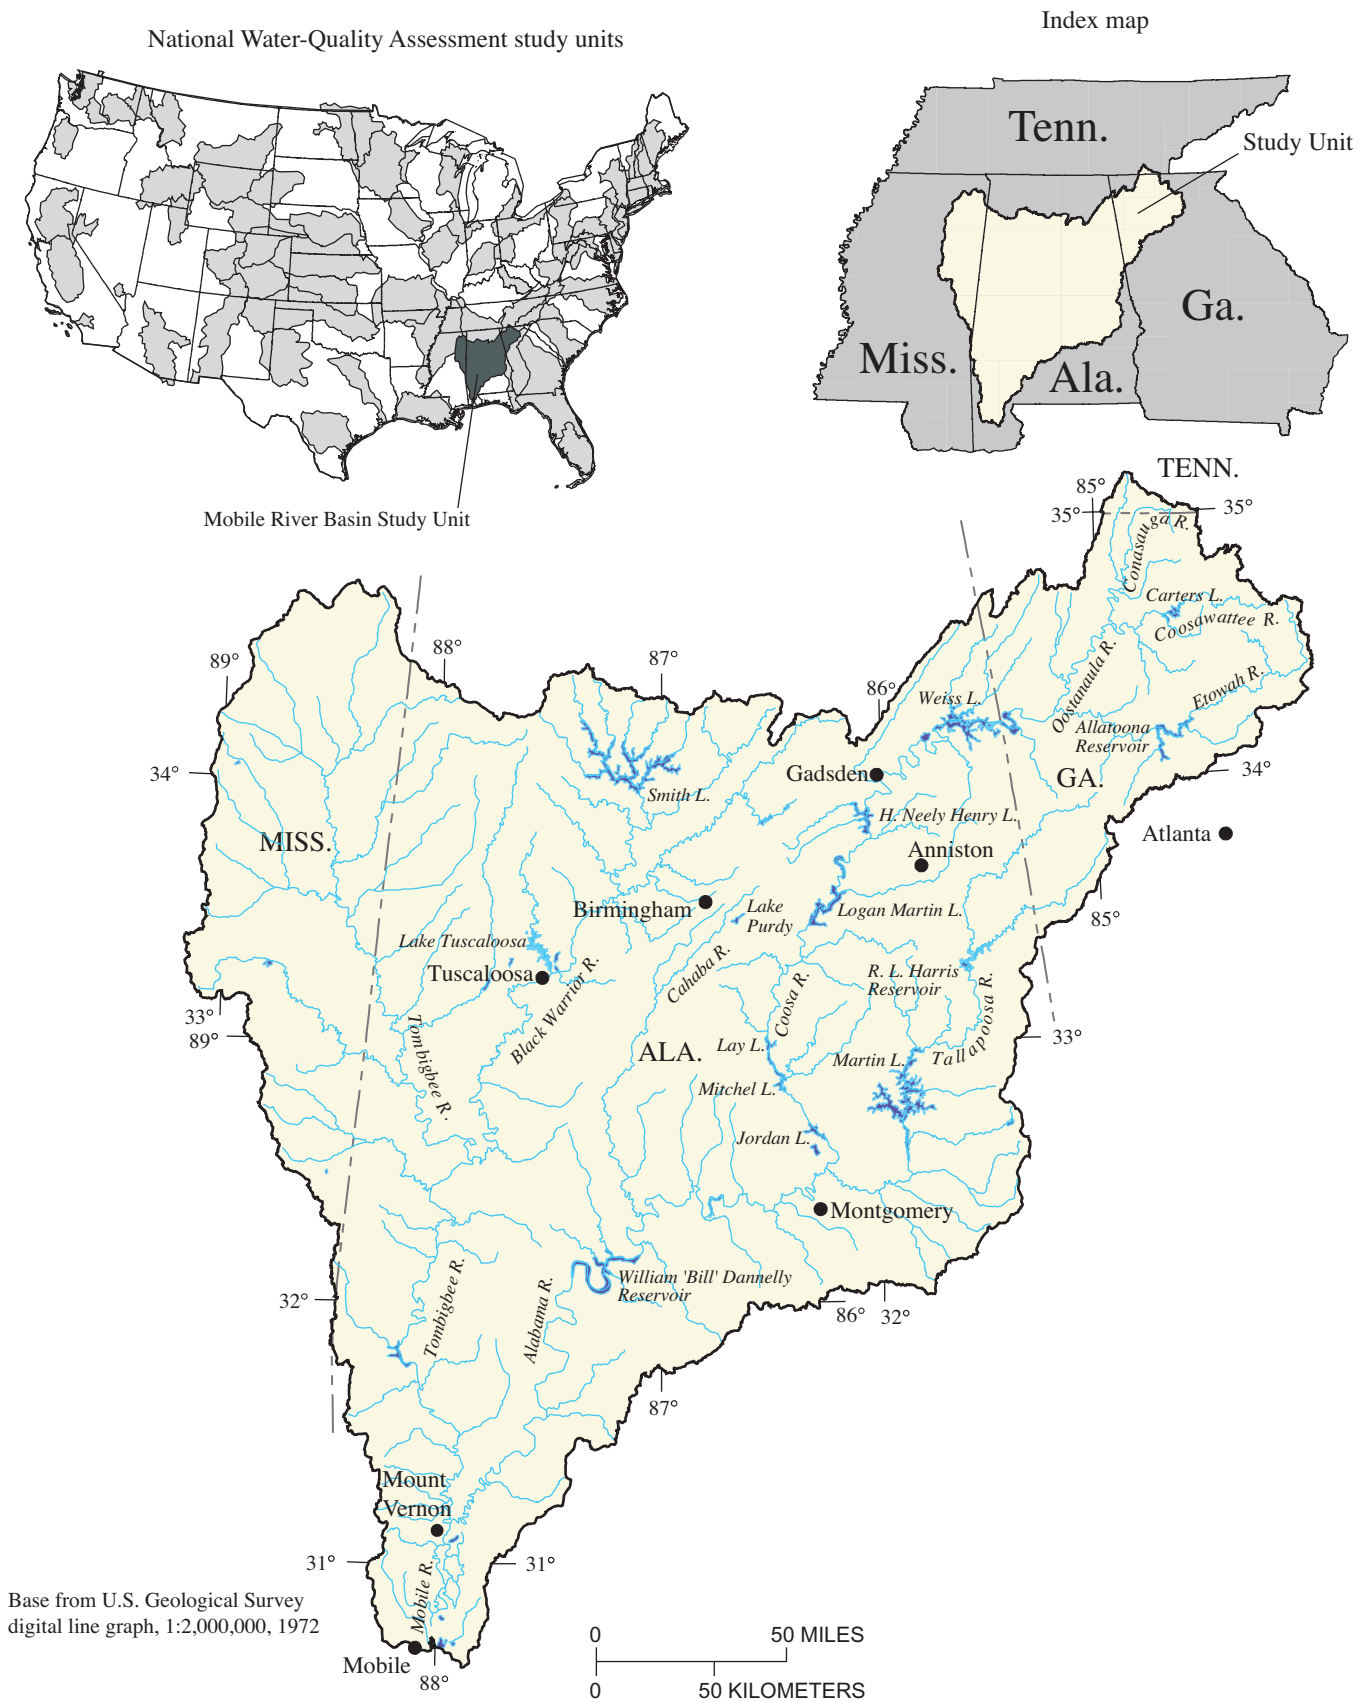 Index map
National Water-Quality Assessment study units
Tenn.
Study Unit
Ga.
Miss.
Ala.
TENN.
Mobile River Basin Study Unit
85°
35°
35°
Conasauga R.
Carters L.
Coosawattee R.
88°
89°
87°
86°
Weiss L.
Oostanaula R.
Etowah R.
Allatoona
Reservoir
34°
34°
Gadsden
GA.
Smith L.
H. Neely Henry L.
MISS.
Atlanta
Anniston
Birmingham
Lake
Purdy
Logan Martin L.
85°
Lake Tuscaloosa
Tuscaloosa
Black Warrior R.
Cahaba R.
Coosa R.
R. L. Harris
Reservoir
33°
89°
Tombigbee R.
ALA.
Lay L.
Martin L.
Tallapoosa R.
33°
Mitchel L.
Jordan L.
Montgomery
William 'Bill' Dannelly
Reservoir
32°
Tombigbee R.
Alabama R.
86°
32°
87°
Mount
Vernon
31°
31°
Mobile R.
Base from U.S. Geological Survey
digital line graph, 1:2,000,000, 1972
Mobile
88°
0
50 MILES
0
50 KILOMETERS